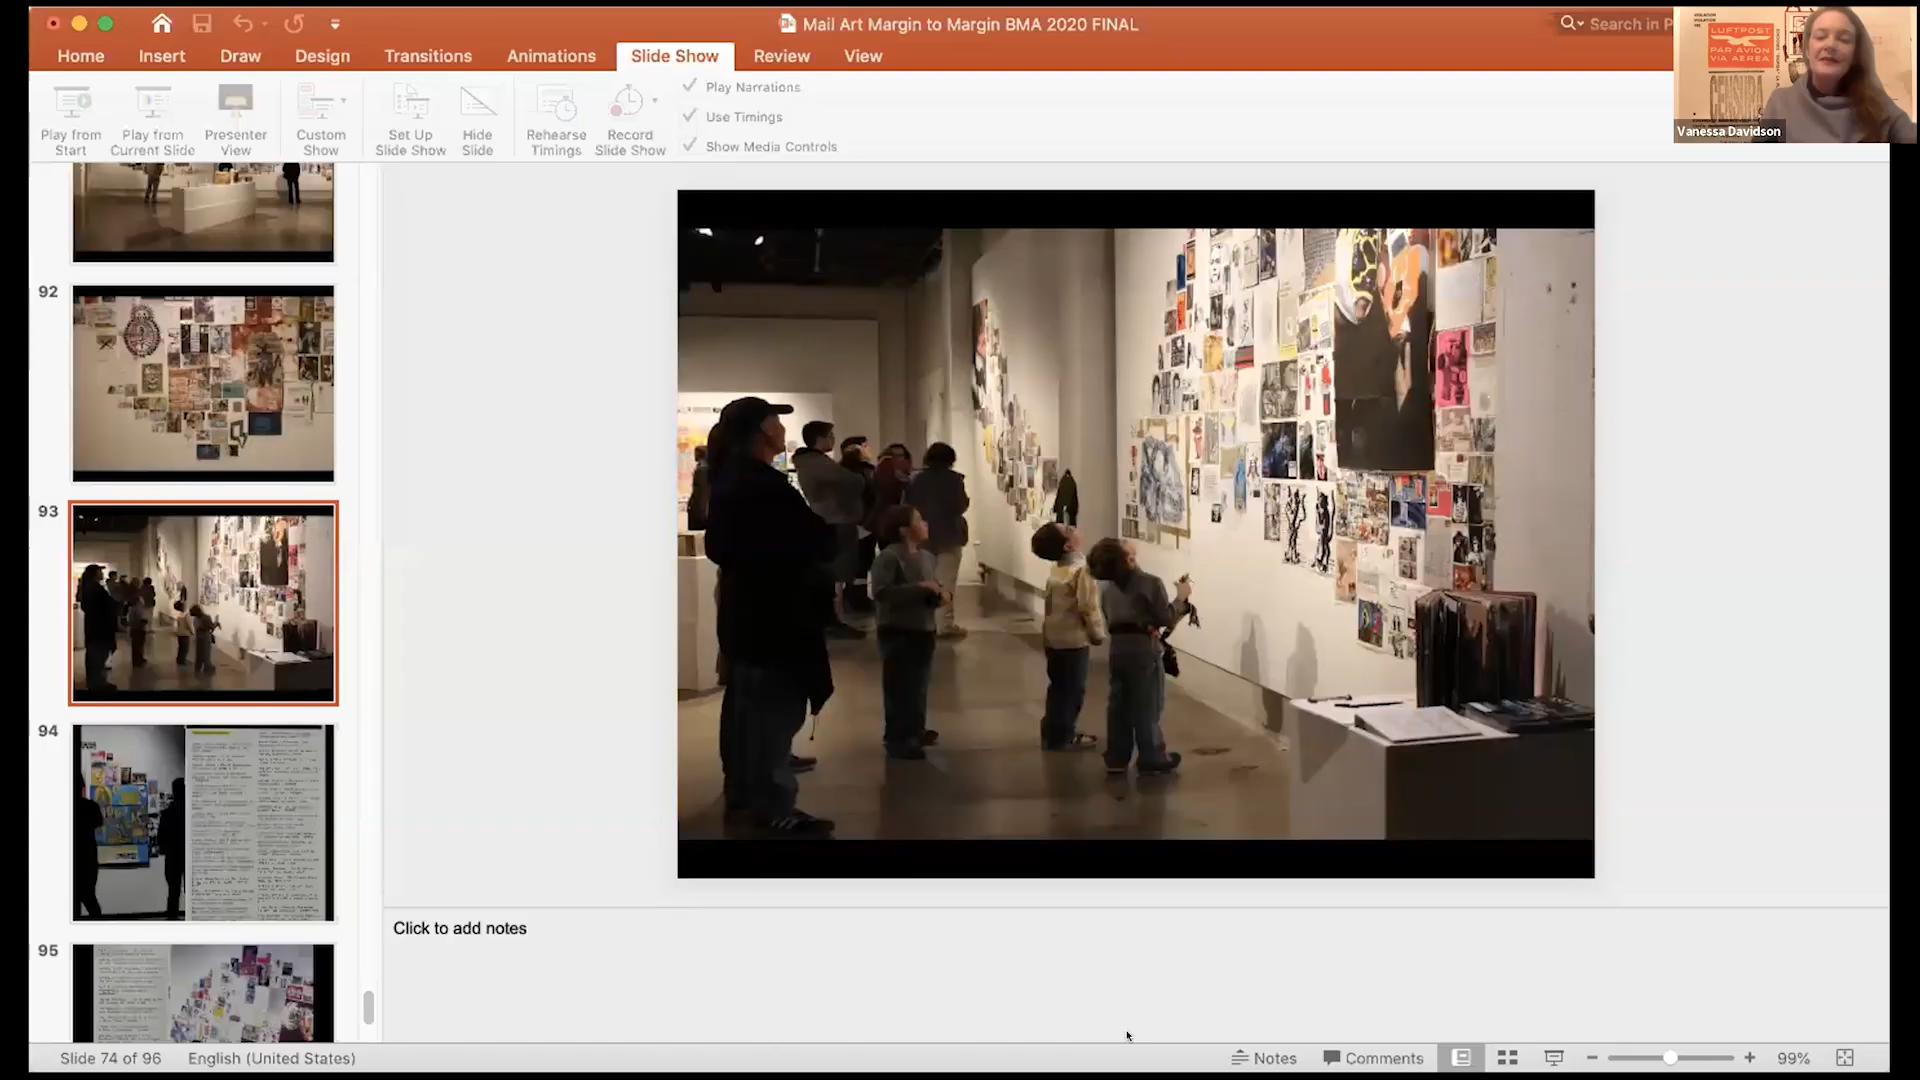 Mail Art Margin to Margin BMA 2020 FINAL
Search in P
Home Insert Draw Design Transitions Animations Slide Show Review View
Play from Start
Play from Current Slide
Presenter View
Custom Show
Set Up Slide Show
Hide Slide
Rehearse Timings
Record Slide Show
Play Narrations
Use Timings
Show Media Controls
LUFTPOST
PAR AVION
VIA AEREA
Vanessa Davidson
92
93
94
95
Click to add notes
Slide 74 of 96 English (United States) Notes Comments 99%